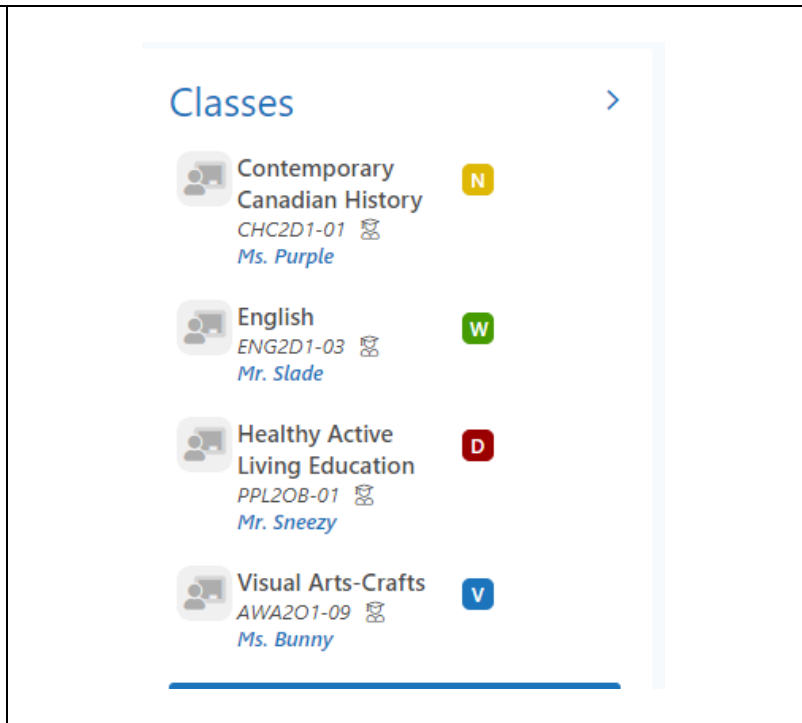 Classes
Contemporary N
Canadian History
CHC2D1-01
Ms. Purple
English W
ENG2D1-03
Mr. Slade
Healthy Active D
Living Education
PPL2OB-01
Mr. Sneezy
Visual Arts-Crafts V
AWA2O1-09
Ms. Bunny